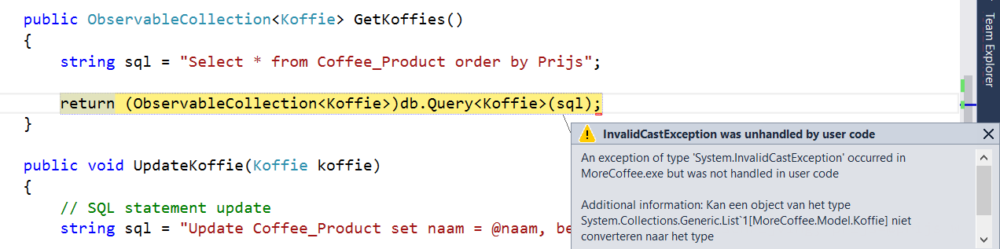 public ObservableCollection<Koffie> GetKoffies()
Team Explorer
{
string sql = "Select * from Coffee_Product order by Prijs";
return (ObservableCollection<Koffie>)db.Query<Koffie>(sql);
}
InvalidCastException was unhandled by user code
An exception of type 'System.InvalidCastException' occurred in
MoreCoffee.exe but was not handled in user code
Additional information: Kan een object van het type
System.Collections.Generic.List`1[MoreCoffee.Model.Koffie] niet
converteren naar het type
public void UpdateKoffie(Koffie koffie)
{
// SQL statement update
string sql = "Update Coffee_Product set naam = @naam, be